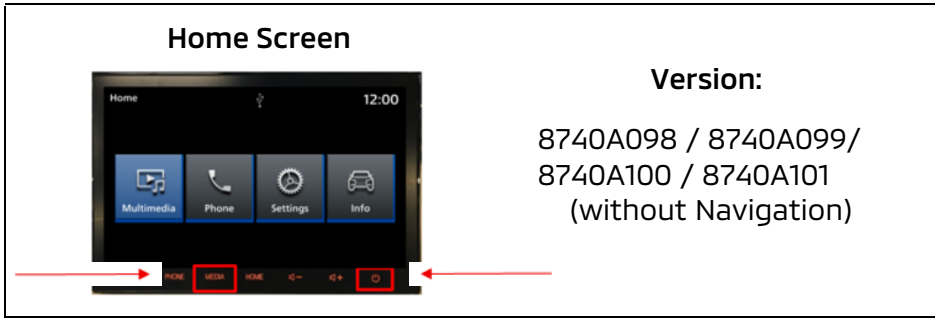 Home Screen
Version:
Home 12:00
8740A098 / 8740A099/
8740A100 / 8740A101
(without Navigation)
Multimedia Phone Settings Info
PHONE MEDIA HOME